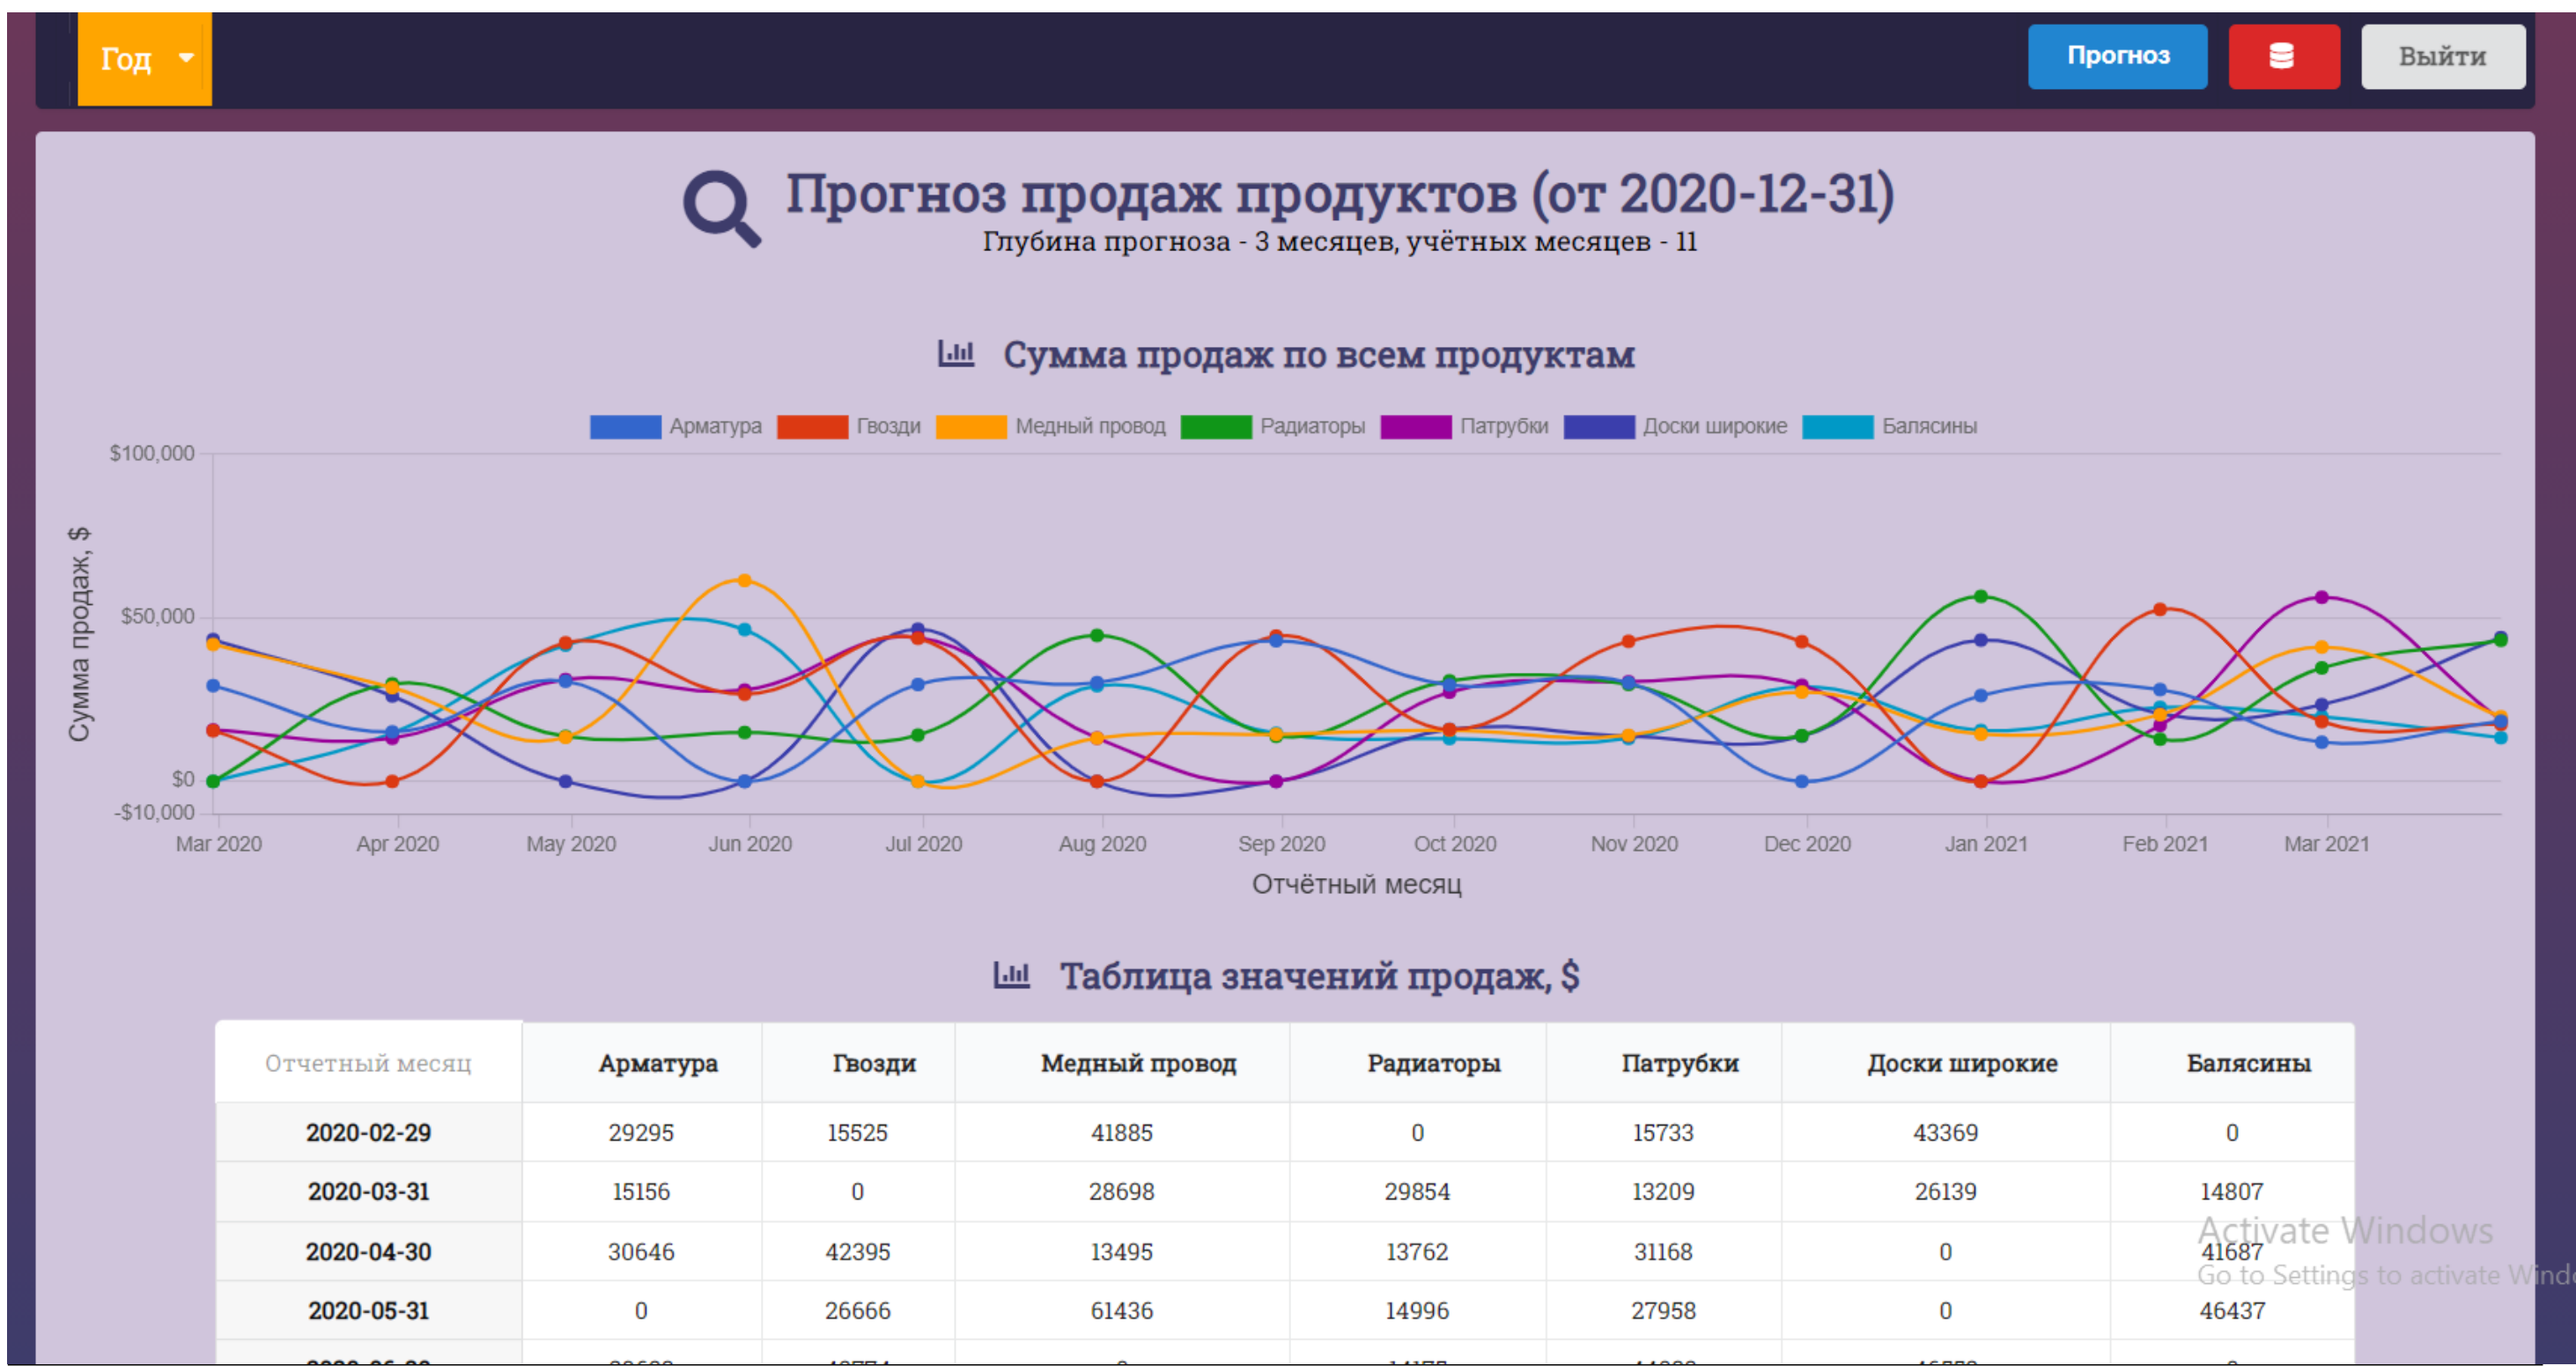 Год
Прогноз
Выйти
Прогноз продаж продуктов (от 2020-12-31)
Глубина прогноза - 3 месяцев, учётных месяцев - 11
Сумма продаж по всем продуктам
Арматура Гвозди Медный провод Радиаторы Патрубки Доски широкие Балясины
Сумма продаж, $
$100,000
$50,000
$0
-$10,000
Mar 2020 Apr 2020 May 2020 Jun 2020 Jul 2020 Aug 2020 Sep 2020 Oct 2020 Nov 2020 Dec 2020 Jan 2021 Feb 2021 Mar 2021
Отчётный месяц
Таблица значений продаж, $
Отчетный месяц Арматура Гвозди Медный провод Радиаторы Патрубки Доски широкие Балясины
2020-02-29 29295 15525 41885 0 15733 43369 0
2020-03-31 15156 0 28698 29854 13209 26139 14807
2020-04-30 30646 42395 13495 13762 31168 0 41687
2020-05-31 0 26666 61436 14996 27958 0 46437
Activate Windows
Go to Settings to activate